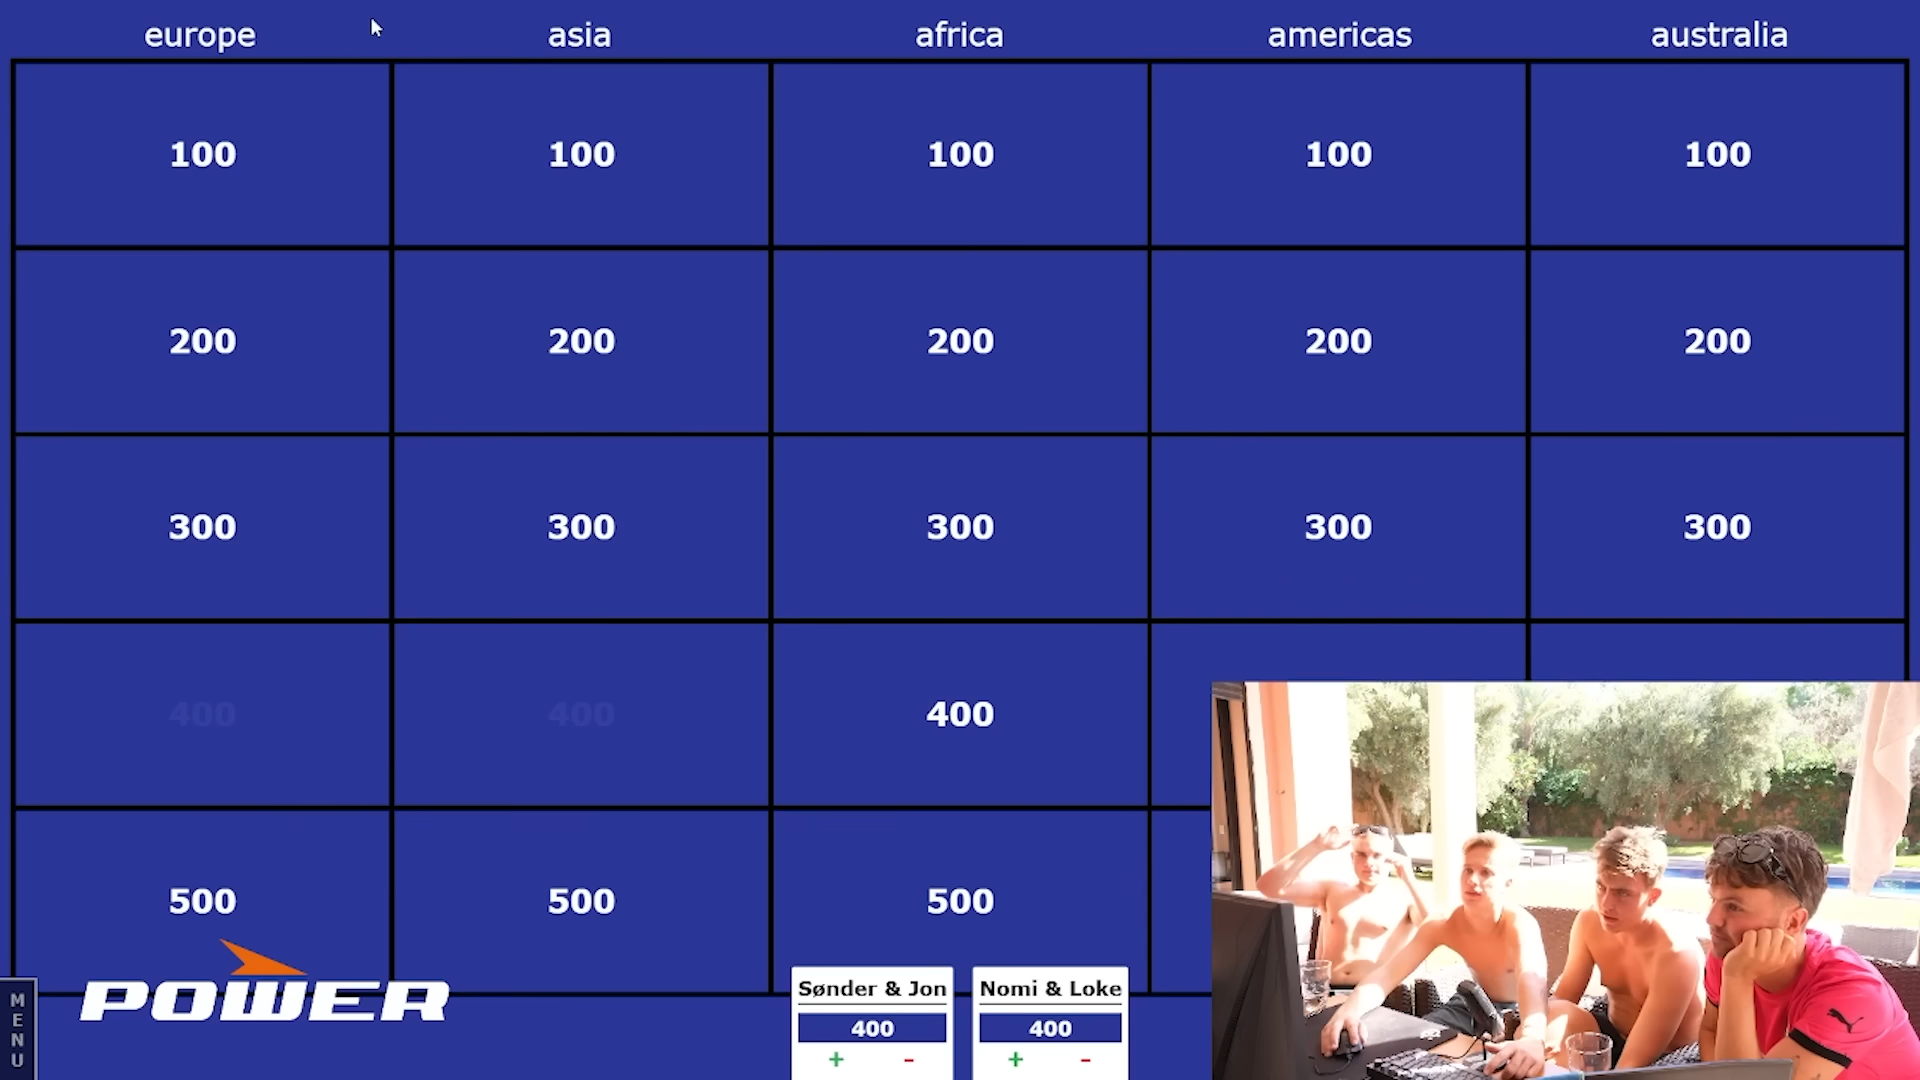 europe asia africa americas australia
100 100 100 100 100
200 200 200 200 200
300 300 300 300 300
400 400 400
500 500 500
POWER
MENU
Sønder & Jon Nomi & Loke
400 400
+ - + -